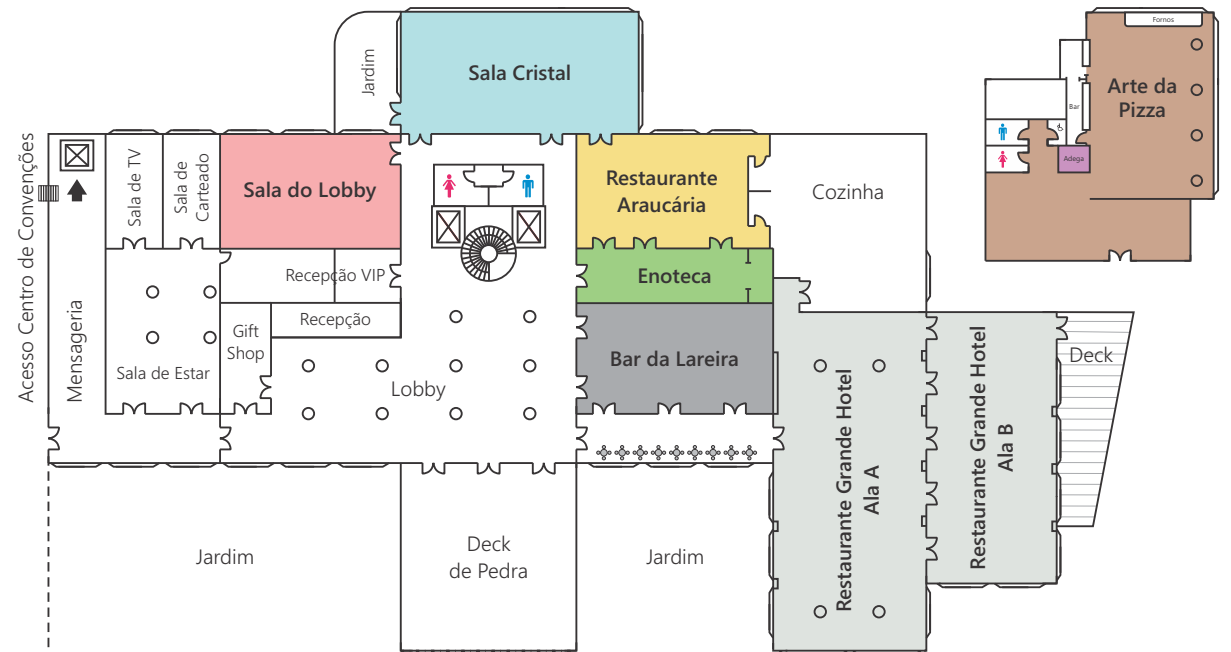 Fornos
Jardim
Sala Cristal
Arte da
Pizza
Bar
Adega
Acesso Centro de Convenções
Mensageria
Sala de TV
Sala de
Carteado
Sala do Lobby
Restaurante
Araucária
Cozinha
Recepção VIP
Enoteca
Recepção
Gift
Shop
Sala de Estar
Lobby
Bar da Lareira
Deck
Restaurante Grande Hotel
Ala A
Restaurante Grande Hotel
Ala B
Jardim
Deck
de Pedra
Jardim